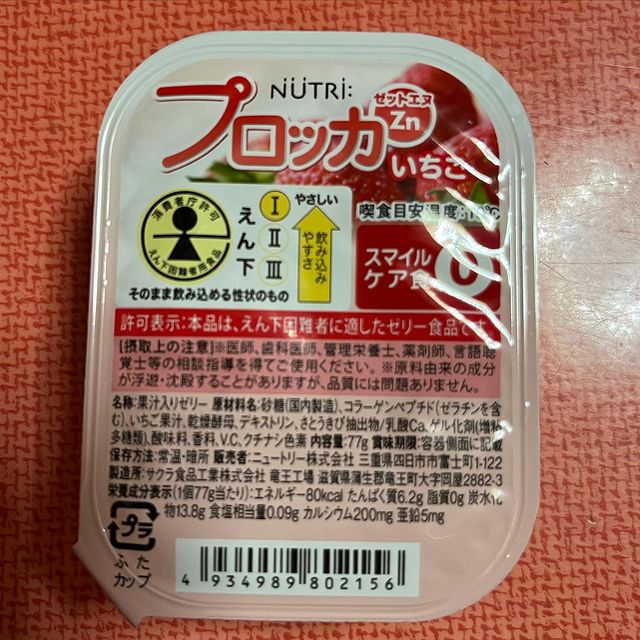 NÜTRi:
プロッカ
ゼットエヌ
Zn
いちご
消費者庁許可
えん下困難者用食品
えん下
I
II
III
やさしい
飲み込みやすさ
そのまま飲み込める性状のもの
喫食目安温度:
スマイル
ケア食
0
許可表示:本品は、えん下困難者に適したゼリー食品です。
[摂取上の注意]※医師、歯科医師、管理栄養士、薬剤師、言語聴
覚士等の相談指導を得てご使用ください。※原料由来の成分
が浮遊・沈殿することがありますが、品質には問題ありません。
名称:果汁入りゼリー 原材料名:砂糖(国内製造)、コラーゲンペプチド(ゼラチンを含
む)、いちご果汁、乾燥酵母、デキストリン、さとうきび抽出物/乳酸Ca、ゲル化剤(増粘
多糖類)、酸味料、香料、V.C、クチナシ色素 内容量:77g 賞味期限:容器側面に記載
保存方法:常温・暗所 販売者:ニュートリー株式会社 三重県四日市市富士町1-122
製造所:サクラ食品工業株式会社 竜王工場 滋賀県蒲生郡竜王町大字岡屋2882-3
栄養成分表示(1個77g当たり):エネルギー80kcal たんぱく質6.2g 脂質0g 炭水化
物13.8g 食塩相当量0.09g カルシウム200mg 亜鉛5mg
プラ
ふた
カップ
4 934989 802156